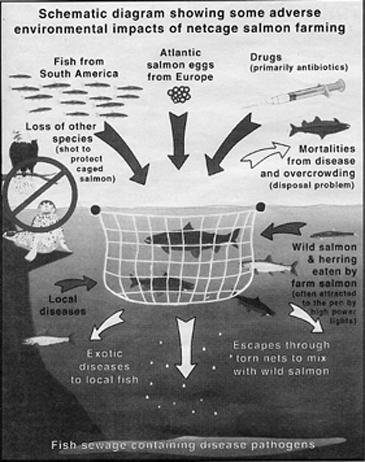 Schematic diagram showing some adverse
environmental impacts of netcage salmon farming
Fish from
South America
Atlantic
salmon eggs
from Europe
Drugs
(primarily antibiotics)
Loss of other
species
(shot to
protect
caged
salmon)
Mortalities
from disease
and overcrowding
(disposal problem)
Wild salmon
& herring
eaten by
farm salmon
(often attracted
to the pen by
high power
lights)
Local
diseases
Exotic
diseases
to local fish
Escapes through
torn nets to mix
with wild salmon
Fish sewage containing disease pathogens